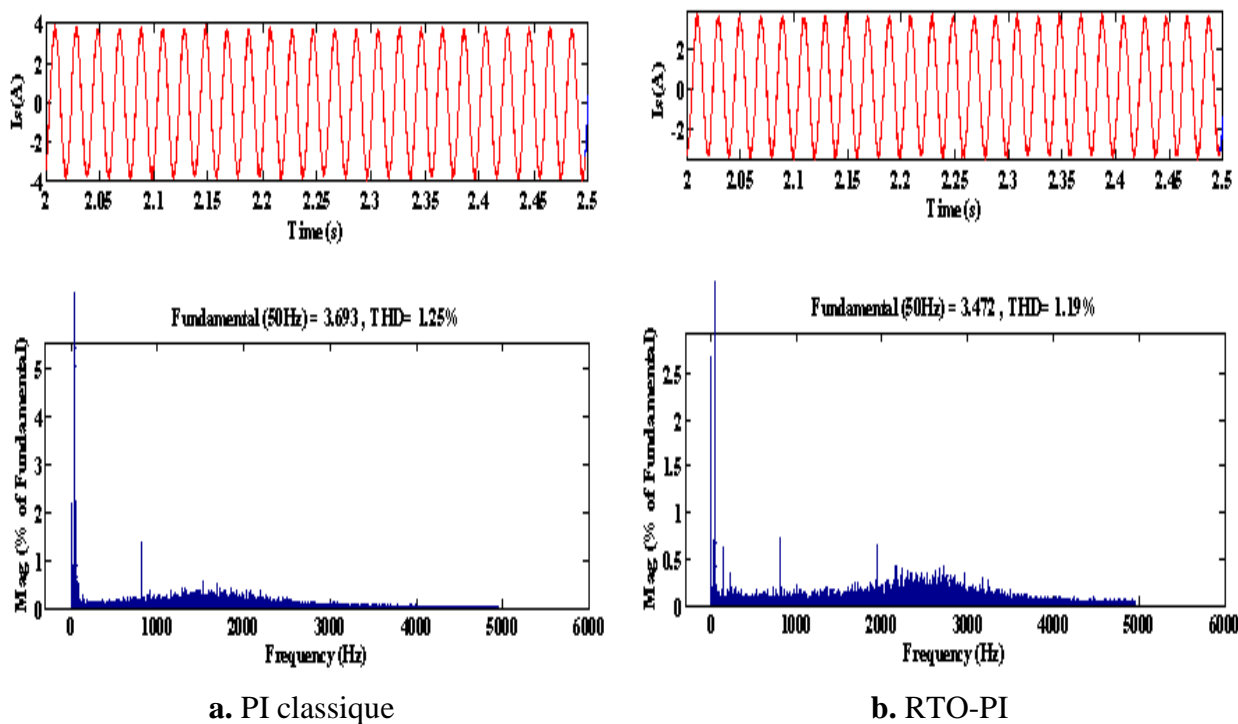 4
2
0
-2
-4
Is(A)
2 2.05 2.1 2.15 2.2 2.25 2.3 2.35 2.4 2.45 2.5
Time(s)
2
0
-2
Is(A)
2 2.05 2.1 2.15 2.2 2.25 2.3 2.35 2.4 2.45 2.5
Time(s)
Fundamental (50Hz) = 3.693 , THD= 1.25%
5
4
3
2
1
0
Mag (% of Fundamental)
0 1000 2000 3000 4000 5000 6000
Frequency (Hz)
Fundamental (50Hz) = 3.472 , THD= 1.19%
2.5
2
1.5
1
0.5
0
Mag (% of Fundamental)
0 1000 2000 3000 4000 5000 6000
Frequency (Hz)
a. PI classique
b. RTO-PI